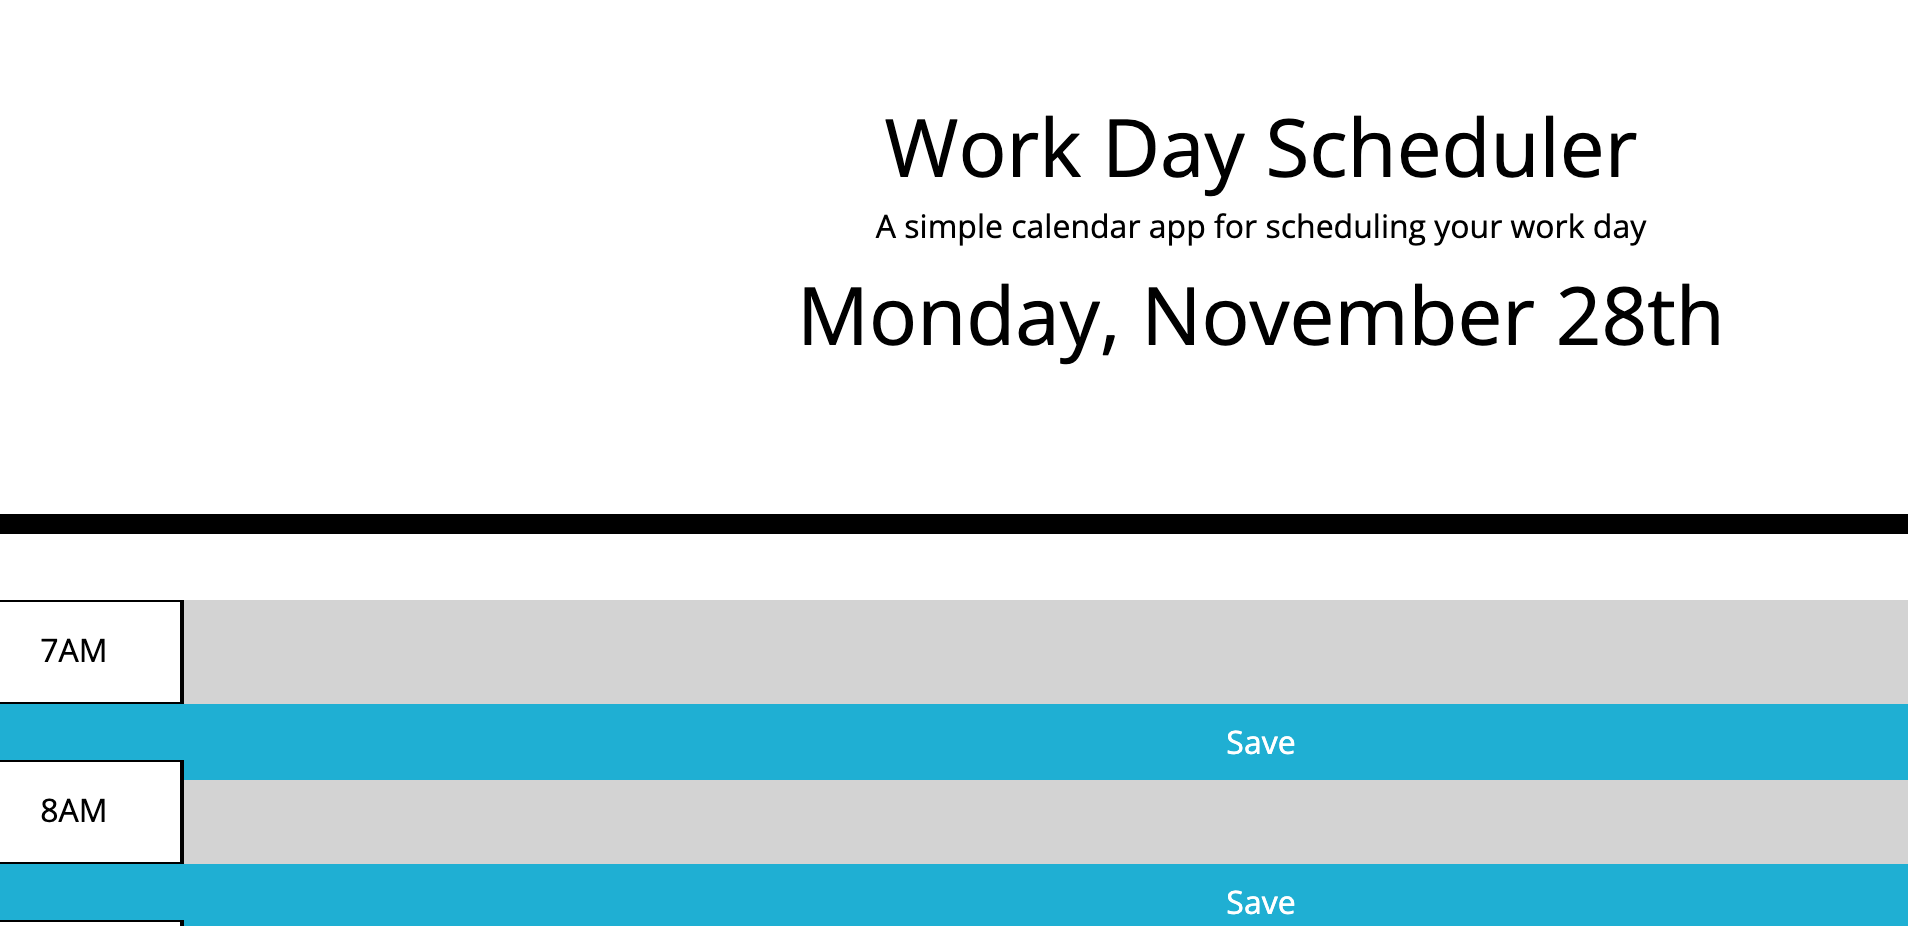 Work Day Scheduler
A simple calendar app for scheduling your work day
Monday, November 28th
7AM
Save
8AM
Save